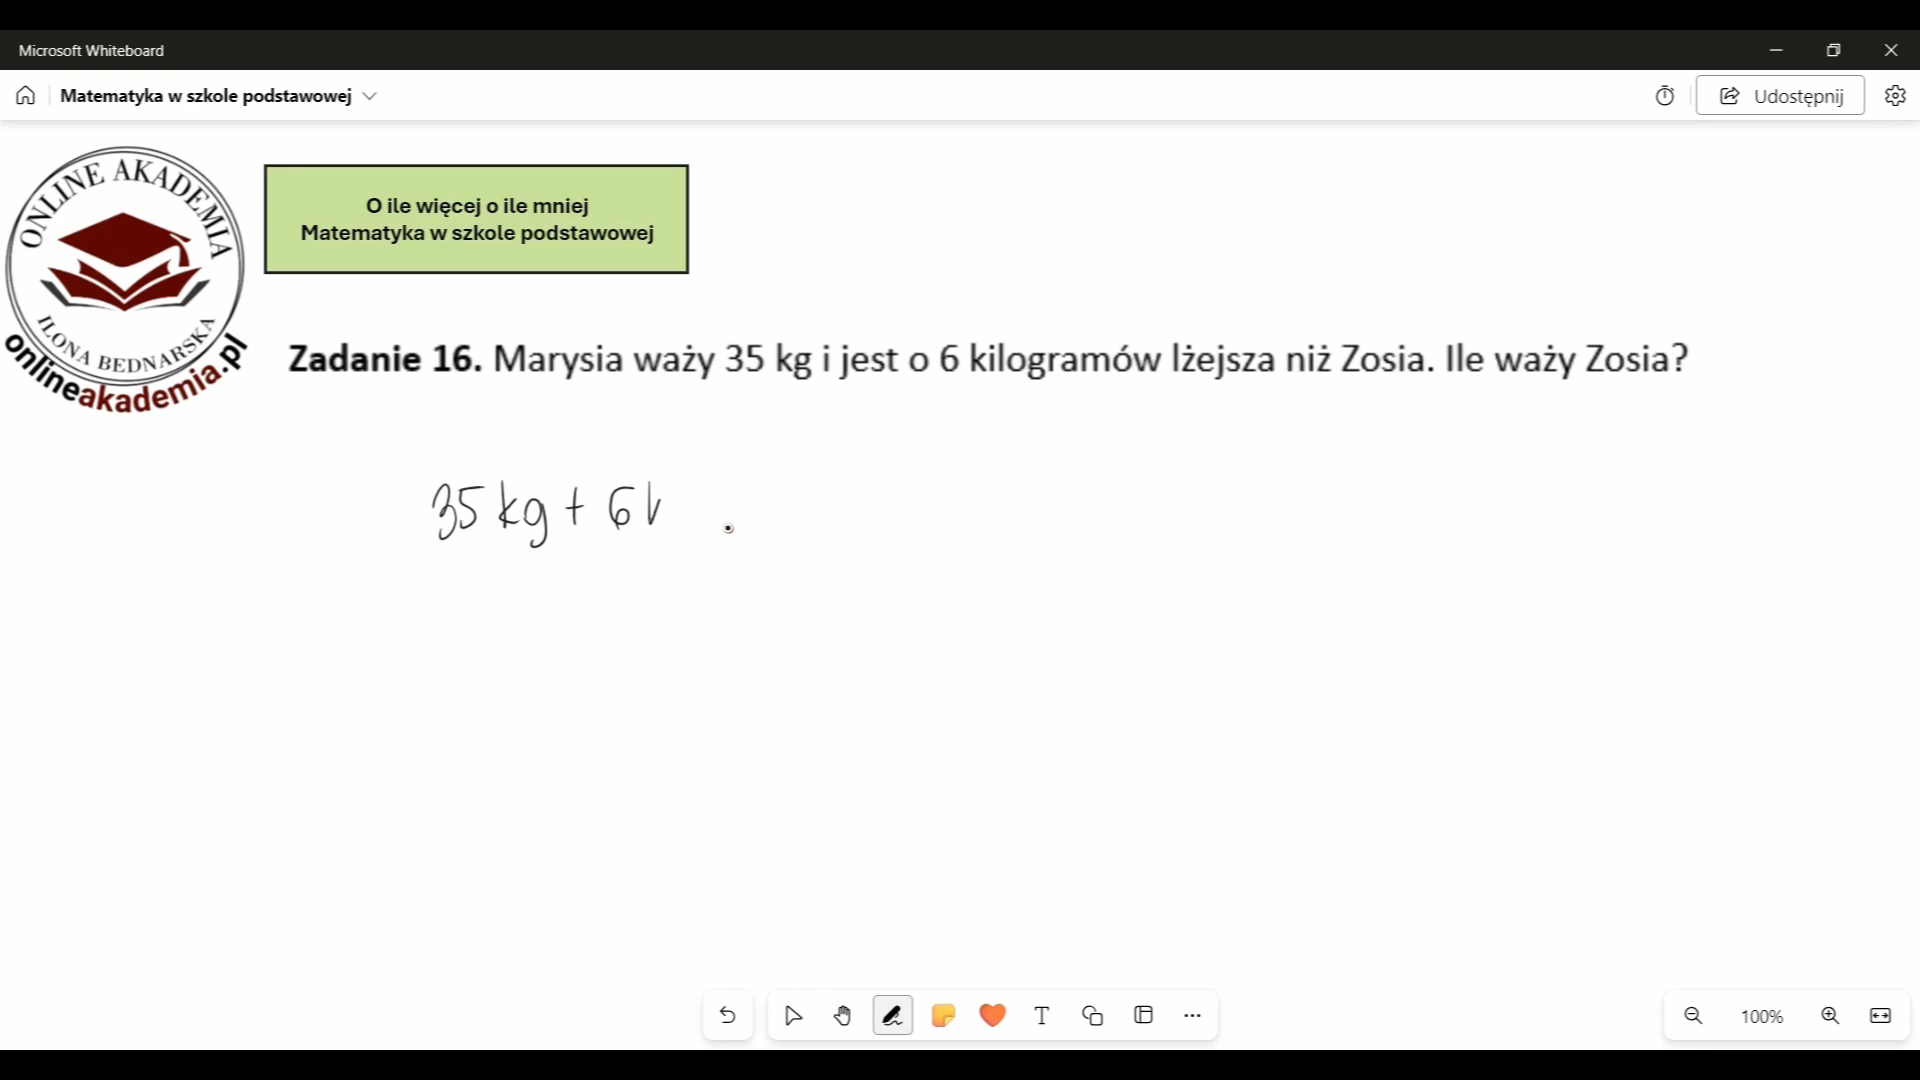 Microsoft Whiteboard
Matematyka w szkole podstawowej
Udostępnij
ONLINE AKADEMIA
ILONA BEDNARSKA
onlineakademia.pl
O ile więcej o ile mniej
Matematyka w szkole podstawowej
Zadanie 16. Marysia waży 35 kg i jest o 6 kilogramów lżejsza niż Zosia. Ile waży Zosia?
35 kg + 6
T
100%